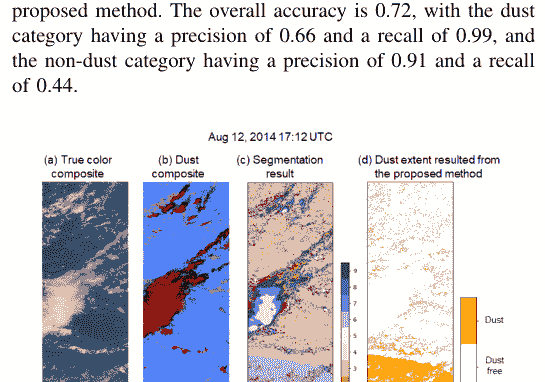 proposed method. The overall accuracy is 0.72, with the dust
category having a precision of 0.66 and a recall of 0.99, and
the non-dust category having a precision of 0.91 and a recall
of 0.44.
Aug 12, 2014 17:12 UTC
(a) True color
composite
(b) Dust
composite
(c) Segmentation
result
(d) Dust extent resulted from
the proposed method
9
8
7
6
5
4
3
Dust
Dust
free